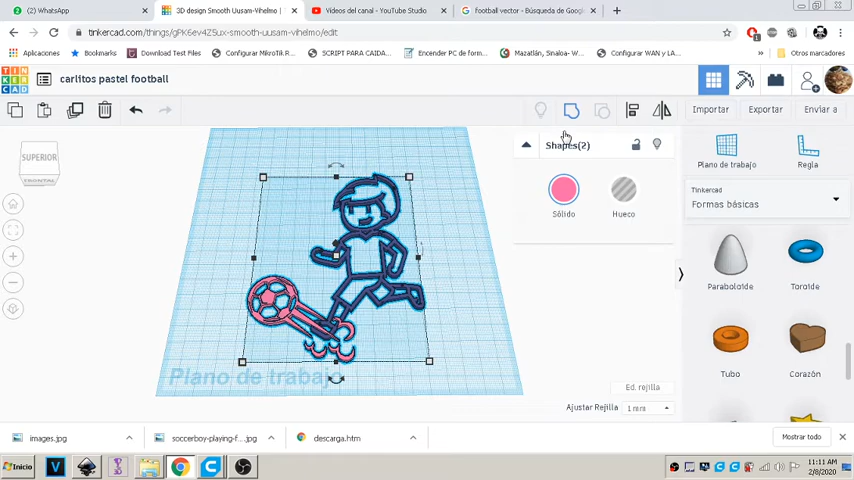 (2) WhatsApp
3D design Smooth Uusam-Vihelmo |
Videos del canal - YouTube Studio
football vector - Búsqueda de Goog
tinkercad.com/things/gPK6ev4Z5ux-smooth-uusam-vihelmo/edit
Aplicaciones
Bookmarks
Download Test Files
Configurar MikroTik R
SCRIPT PARA CAIDA...
Encender PC de form...
Mazatlán, Sinaloa- W...
Configurar WAN y LA...
Otros marcadores
TIN
KER
CAD
carlitos pastel football
Importar
Exportar
Enviar a
SUPERIOR
Shapes(2)
Sólido
Hueco
Plano de trabajo
Regla
Tinkercad
Formas básicas
Paraboloide
Toroide
Tubo
Corazón
Plano de trabajo
Ed. rejilla
Ajustar Rejilla
1 mm
images.jpg
soccerboy-playing-f....jpg
descarga.htm
Mostrar todo
Inicio
11:11 AM
2/8/2020